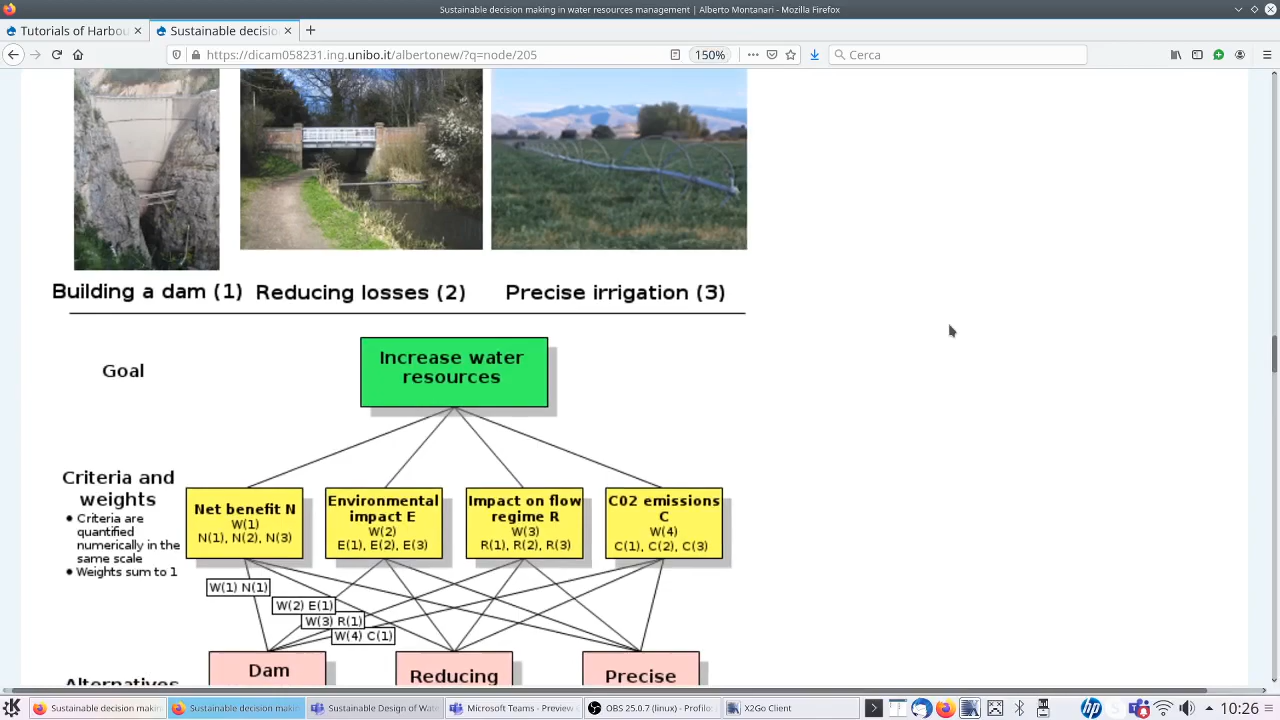 Sustainable decision making in water resources management | Alberto Montanari - Mozilla Firefox
Tutorials of Harbou
Sustainable decisio
https://dicam058231.ing.unibo.it/albertonew/?q=node/205
150%
Cerca
Building a dam (1)
Reducing losses (2)
Precise irrigation (3)
Goal
Increase water
resources
Criteria and
weights
• Criteria are
quantified
numerically in the
same scale
• Weights sum to 1
Net benefit N
W(1)
N(1), N(2), N(3)
Environmental
impact E
W(2)
E(1), E(2), E(3)
Impact on flow
regime R
W(3)
R(1), R(2), R(3)
C02 emissions
C
W(4)
C(1), C(2), C(3)
W(1) N(1)
W(2) E(1)
W(3) R(1)
W(4) C(1)
Alternatives
Dam
Reducing
Precise
Sustainable decision makin
Sustainable decision makin
Sustainable Design of Wate
Microsoft Teams - Preview
OBS 25.0.7 (linux) - Profile:
X2Go Client
10:26